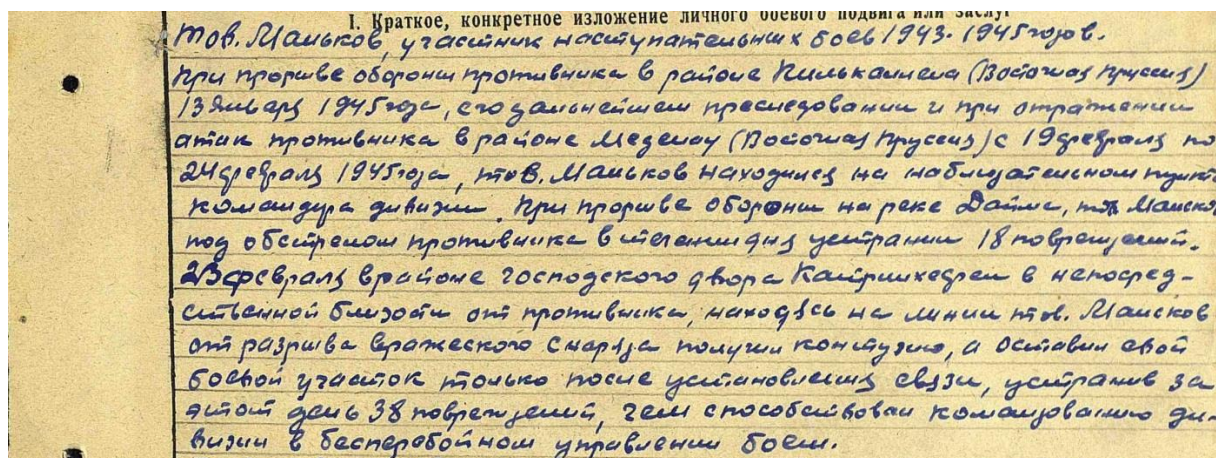 I. Краткое, конкретное изложение личного боевого подвига или заслуг
Тов. Маньков, участник наступательных боев 1943-1945 годов.
При прорыве обороны противника в районе Пилькаллена (Восточная Пруссия)
13 января 1945 года, его дальнейшем преследовании и при отражении
атак противника в районе Меденау (Восточная Пруссия) с 19 февраля по
24 февраля 1945 года, тов. Маньков находился на наблюдательном пункте
командира дивизии. При прорыве обороны на реке Дайме, тов. Маньков
под обстрелом противника в течении дня устранил 18 повреждений.
23 февраля в районе господского двора в непосред-
ственной близости от противника, находясь на линии тов. Маньков
от разрыва вражеского снаряда получил контузию, а оставил свой
боевой участок только после установления связи, устранив за
этот день 38 повреждений, чем способствовал командованию ди-
визии в бесперебойном управлении боем.